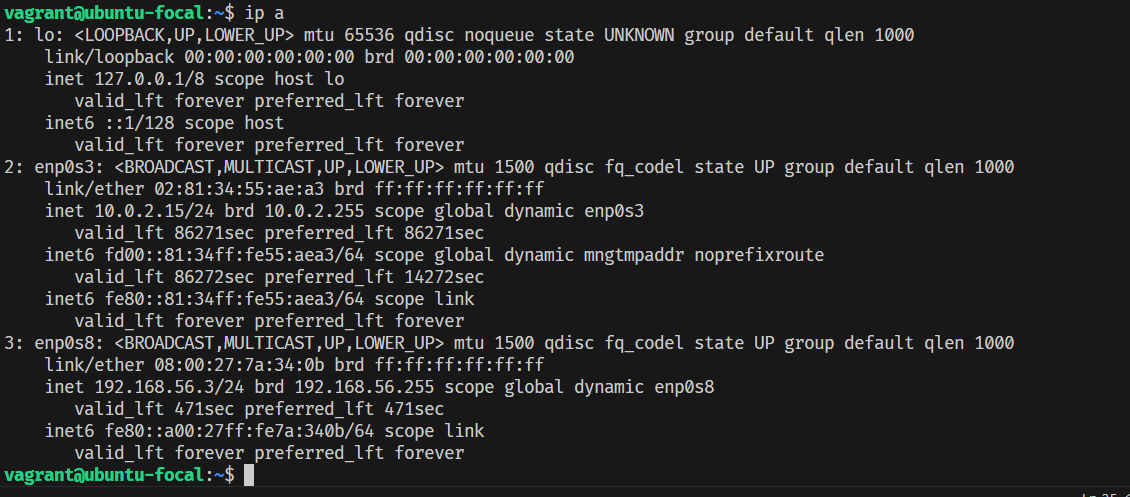 vagrant@ubuntu-focal:~$ ip a
1: lo: <LOOPBACK,UP,LOWER_UP> mtu 65536 qdisc noqueue state UNKNOWN group default qlen 1000
    link/loopback 00:00:00:00:00:00 brd 00:00:00:00:00:00
    inet 127.0.0.1/8 scope host lo
       valid_lft forever preferred_lft forever
    inet6 ::1/128 scope host
       valid_lft forever preferred_lft forever
2: enp0s3: <BROADCAST,MULTICAST,UP,LOWER_UP> mtu 1500 qdisc fq_codel state UP group default qlen 1000
    link/ether 02:81:34:55:ae:a3 brd ff:ff:ff:ff:ff:ff
    inet 10.0.2.15/24 brd 10.0.2.255 scope global dynamic enp0s3
       valid_lft 86271sec preferred_lft 86271sec
    inet6 fd00::81:34ff:fe55:aea3/64 scope global dynamic mngtmpaddr noprefixroute
       valid_lft 86272sec preferred_lft 14272sec
    inet6 fe80::81:34ff:fe55:aea3/64 scope link
       valid_lft forever preferred_lft forever
3: enp0s8: <BROADCAST,MULTICAST,UP,LOWER_UP> mtu 1500 qdisc fq_codel state UP group default qlen 1000
    link/ether 08:00:27:7a:34:0b brd ff:ff:ff:ff:ff:ff
    inet 192.168.56.3/24 brd 192.168.56.255 scope global dynamic enp0s8
       valid_lft 471sec preferred_lft 471sec
    inet6 fe80::a00:27ff:fe7a:340b/64 scope link
       valid_lft forever preferred_lft forever
vagrant@ubuntu-focal:~$